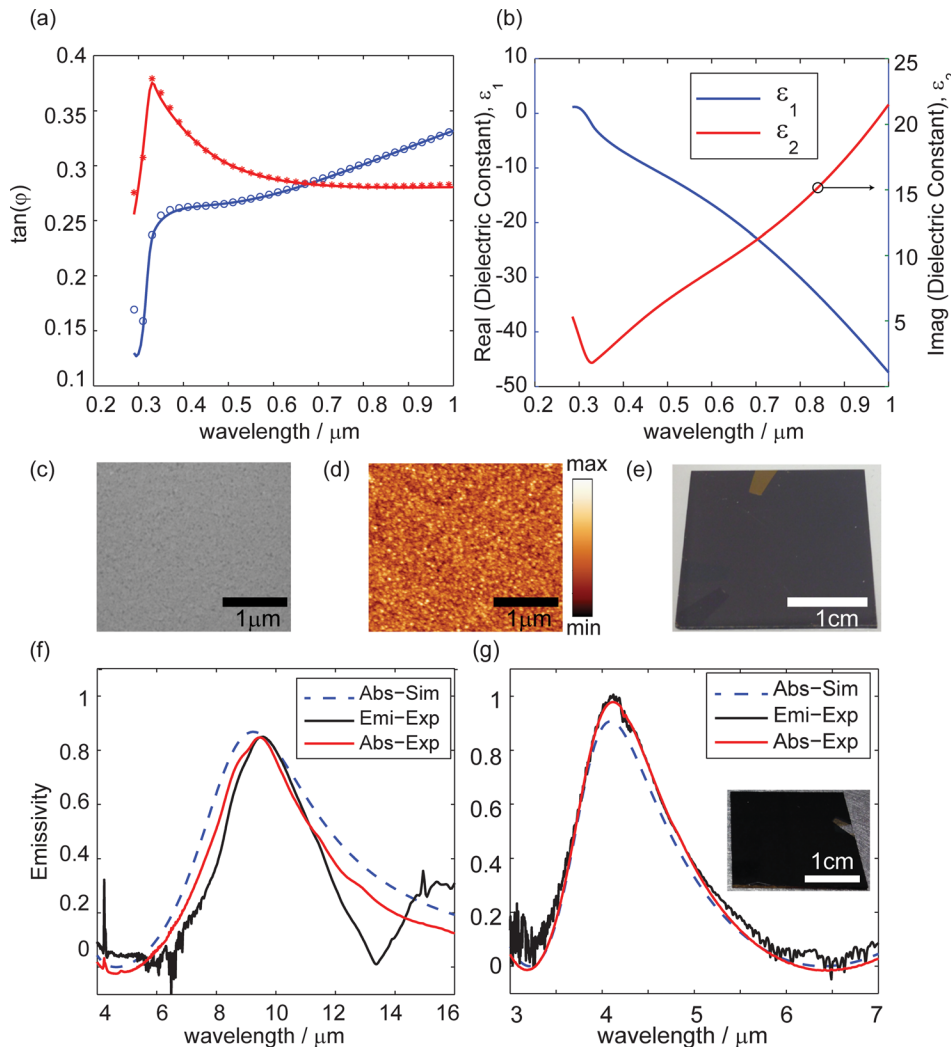 (a)
(b)
0.4
0.35
0.3
0.25
0.2
0.15
0.1
tan(φ)
0.2 0.3 0.4 0.5 0.6 0.7 0.8 0.9 1
wavelength / μm
10
0
-10
-20
-30
-40
-50
Real (Dielectric Constant), ε1
ε1
ε2
25
20
15
10
5
Imag (Dielectric Constant), ε2
0.2 0.3 0.4 0.5 0.6 0.7 0.8 0.9 1
wavelength / μm
(c)
1μm
(d)
1μm
max
min
(e)
1cm
(f)
1
0.8
0.6
0.4
0.2
0
Emissivity
Abs-Sim
Emi-Exp
Abs-Exp
4 6 8 10 12 14 16
wavelength / μm
(g)
1
0.8
0.6
0.4
0.2
0
Abs-Sim
Emi-Exp
Abs-Exp
1cm
3 4 5 6 7
wavelength / μm